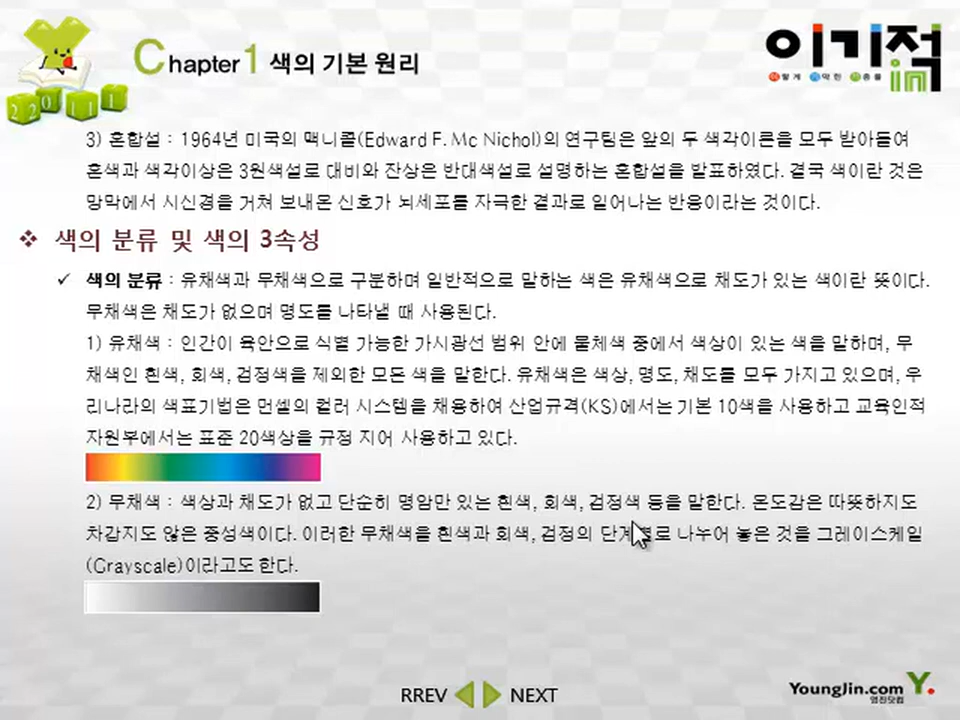 Chapter1 색의 기본 원리
이기적in
이렇게 기막힌 적중률
2 2 0 1 1 1
3) 혼합설 : 1964년 미국의 맥니콜(Edward F. Mc Nichol)의 연구팀은 앞의 두 색각이론을 모두 받아들여
혼색과 색각이상은 3원색설로 대비와 잔상은 반대색설로 설명하는 혼합설을 발표하였다. 결국 색이란 것은
망막에서 시신경을 거쳐 보내온 신호가 뇌세포를 자극한 결과로 일어나는 반응이라는 것이다.
❖ 색의 분류 및 색의 3속성
✓ 색의 분류 : 유채색과 무채색으로 구분하며 일반적으로 말하는 색은 유채색으로 채도가 있는 색이란 뜻이다.
무채색은 채도가 없으며 명도를 나타낼 때 사용된다.
1) 유채색 : 인간이 육안으로 식별 가능한 가시광선 범위 안에 물체색 중에서 색상이 있는 색을 말하며, 무
채색인 흰색, 회색, 검정색을 제외한 모든 색을 말한다. 유채색은 색상, 명도, 채도를 모두 가지고 있으며, 우
리나라의 색표기법은 먼셀의 컬러 시스템을 채용하여 산업규격(KS)에서는 기본 10색을 사용하고 교육인적
자원부에서는 표준 20색상을 규정 지어 사용하고 있다.
2) 무채색 : 색상과 채도가 없고 단순히 명암만 있는 흰색, 회색, 검정색 등을 말한다. 온도감은 따뜻하지도
차갑지도 않은 중성색이다. 이러한 무채색을 흰색과 회색, 검정의 단계별로 나누어 놓은 것을 그레이스케일
(Grayscale)이라고도 한다.
RREV NEXT
YoungJin.com Y.
영진닷컴